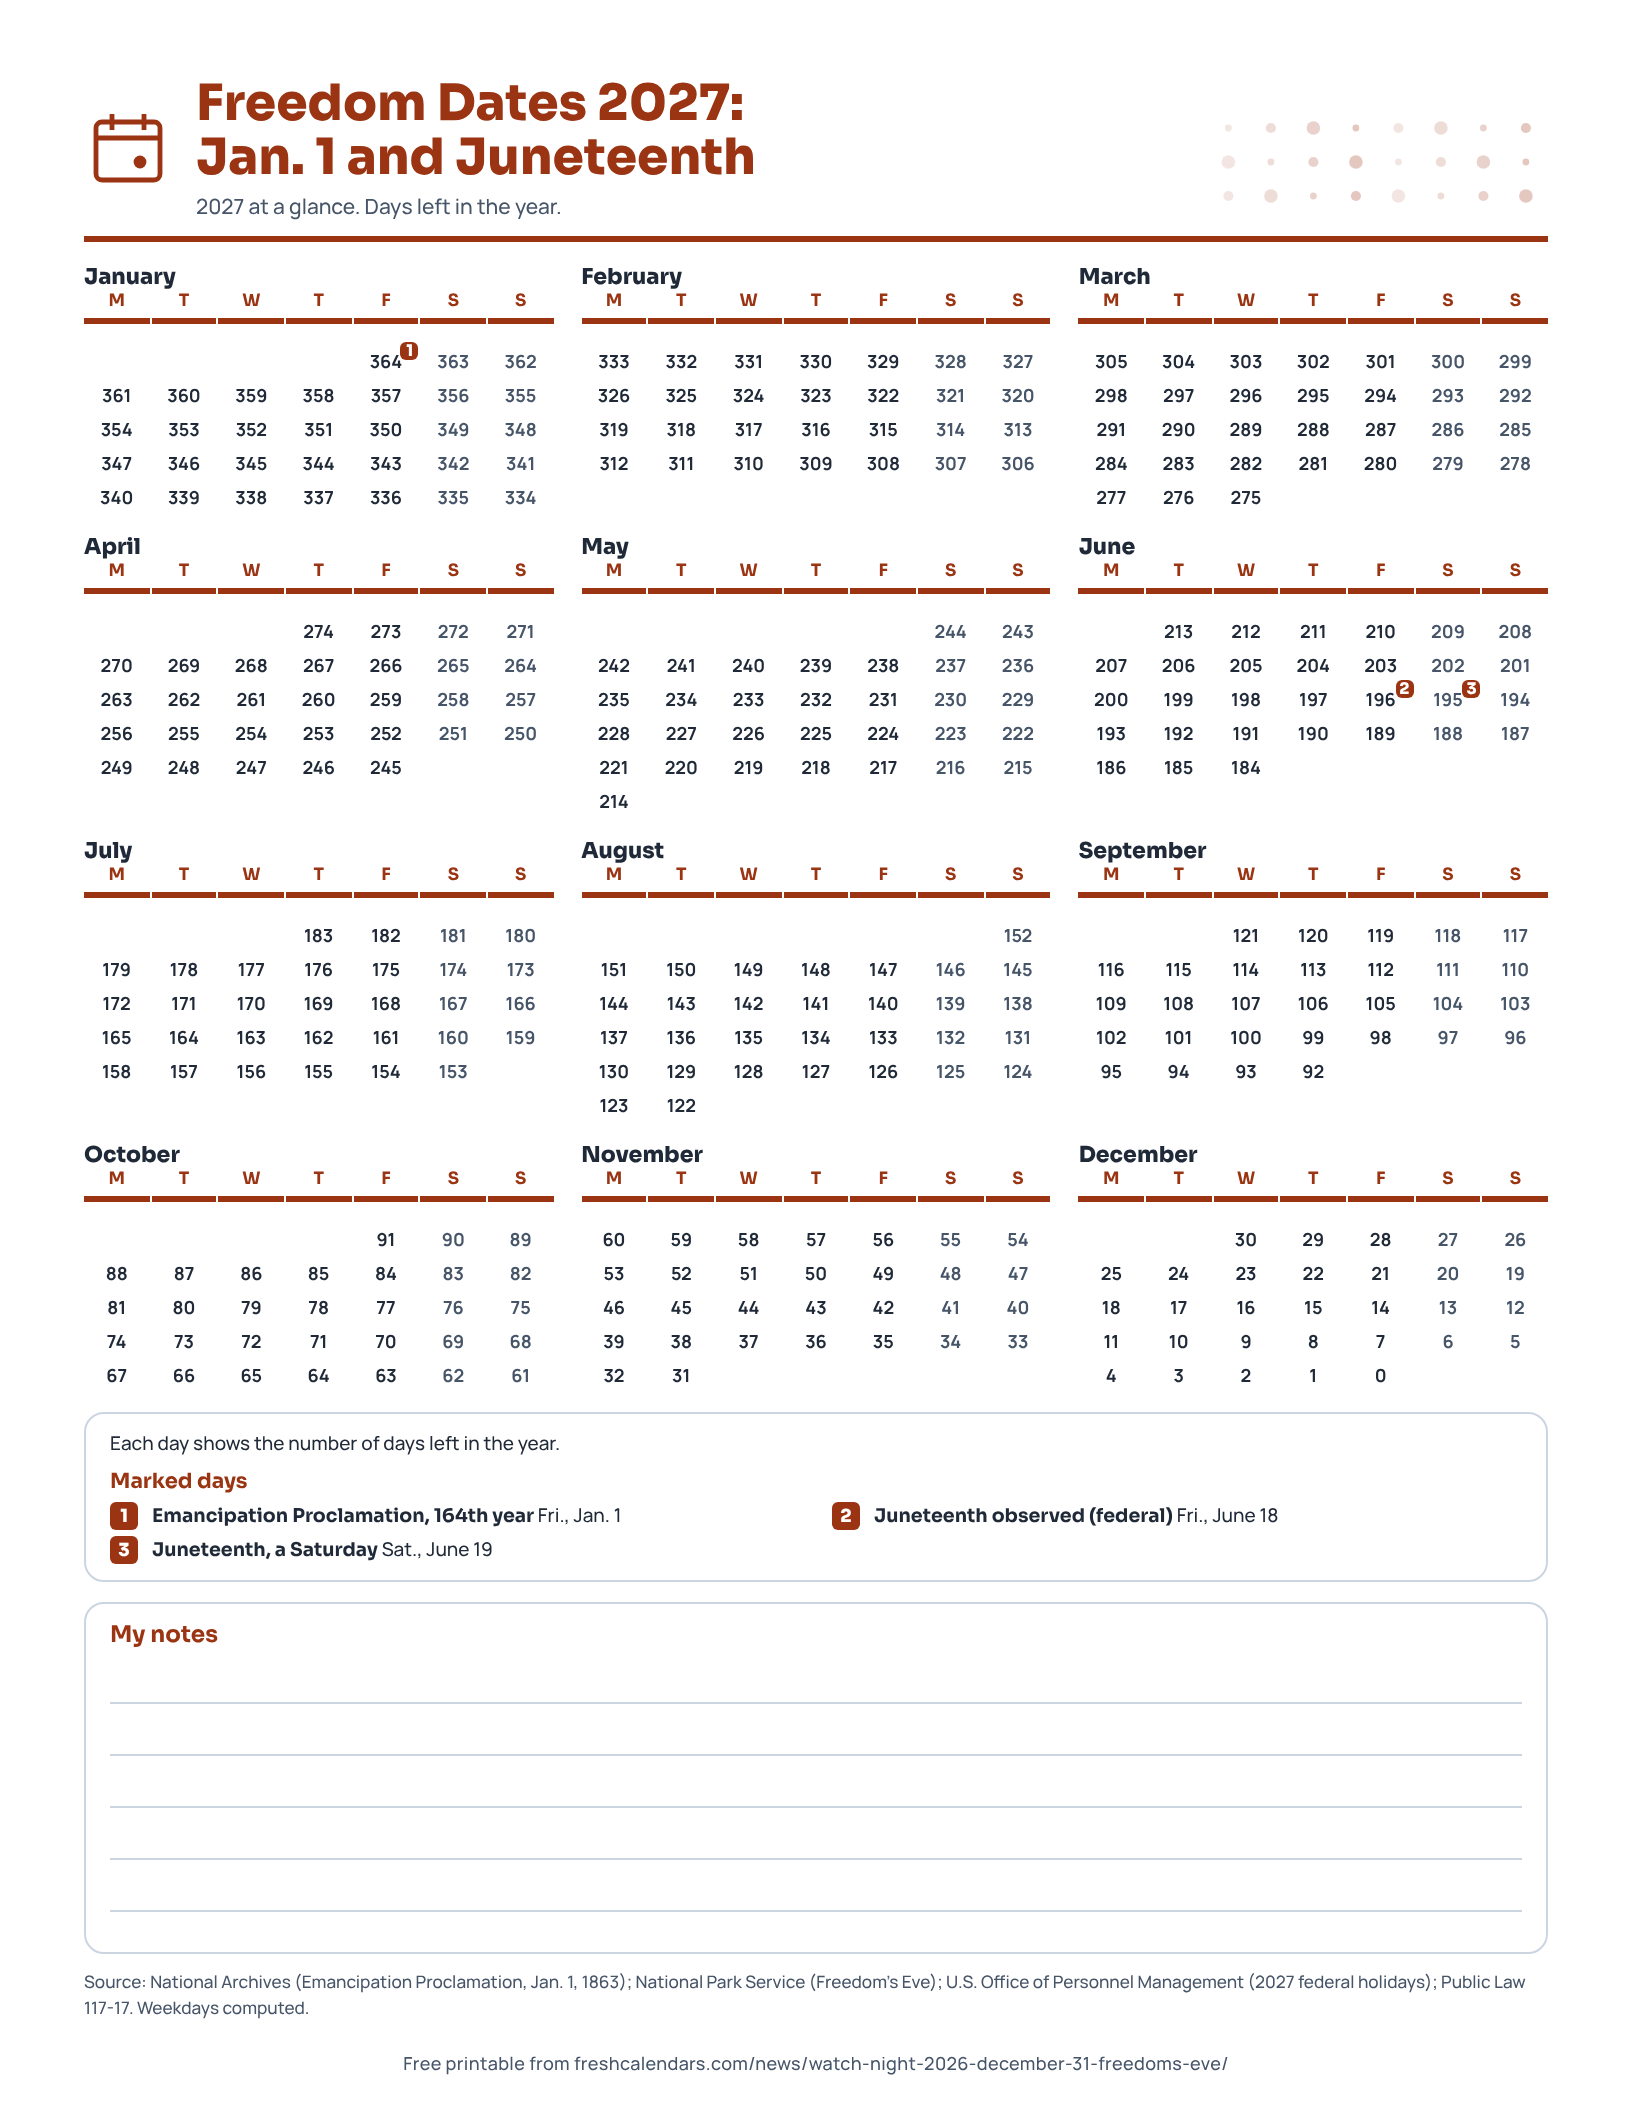 Freedom Dates 2027:
Jan. 1 and Juneteenth
2027 at a glance. Days left in the year.
January
M T W T F S S
364 1 363 362
361 360 359 358 357 356 355
354 353 352 351 350 349 348
347 346 345 344 343 342 341
340 339 338 337 336 335 334
February
M T W T F S S
333 332 331 330 329 328 327
326 325 324 323 322 321 320
319 318 317 316 315 314 313
312 311 310 309 308 307 306
March
M T W T F S S
305 304 303 302 301 300 299
298 297 296 295 294 293 292
291 290 289 288 287 286 285
284 283 282 281 280 279 278
277 276 275
April
M T W T F S S
274 273 272 271
270 269 268 267 266 265 264
263 262 261 260 259 258 257
256 255 254 253 252 251 250
249 248 247 246 245
May
M T W T F S S
244 243
242 241 240 239 238 237 236
235 234 233 232 231 230 229
228 227 226 225 224 223 222
221 220 219 218 217 216 215
214
June
M T W T F S S
213 212 211 210 209 208
207 206 205 204 203 202 201
200 199 198 197 196 2 195 3 194
193 192 191 190 189 188 187
186 185 184
July
M T W T F S S
183 182 181 180
179 178 177 176 175 174 173
172 171 170 169 168 167 166
165 164 163 162 161 160 159
158 157 156 155 154 153
August
M T W T F S S
152
151 150 149 148 147 146 145
144 143 142 141 140 139 138
137 136 135 134 133 132 131
130 129 128 127 126 125 124
123 122
September
M T W T F S S
121 120 119 118 117
116 115 114 113 112 111 110
109 108 107 106 105 104 103
102 101 100 99 98 97 96
95 94 93 92
October
M T W T F S S
91 90 89
88 87 86 85 84 83 82
81 80 79 78 77 76 75
74 73 72 71 70 69 68
67 66 65 64 63 62 61
November
M T W T F S S
60 59 58 57 56 55 54
53 52 51 50 49 48 47
46 45 44 43 42 41 40
39 38 37 36 35 34 33
32 31
December
M T W T F S S
30 29 28 27 26
25 24 23 22 21 20 19
18 17 16 15 14 13 12
11 10 9 8 7 6 5
4 3 2 1 0
Each day shows the number of days left in the year.
Marked days
1 Emancipation Proclamation, 164th year Fri., Jan. 1
2 Juneteenth observed (federal) Fri., June 18
3 Juneteenth, a Saturday Sat., June 19
My notes
Source: National Archives (Emancipation Proclamation, Jan. 1, 1863); National Park Service (Freedom's Eve); U.S. Office of Personnel Management (2027 federal holidays); Public Law
117-17. Weekdays computed.
Free printable from freshcalendars.com/news/watch-night-2026-december-31-freedoms-eve/